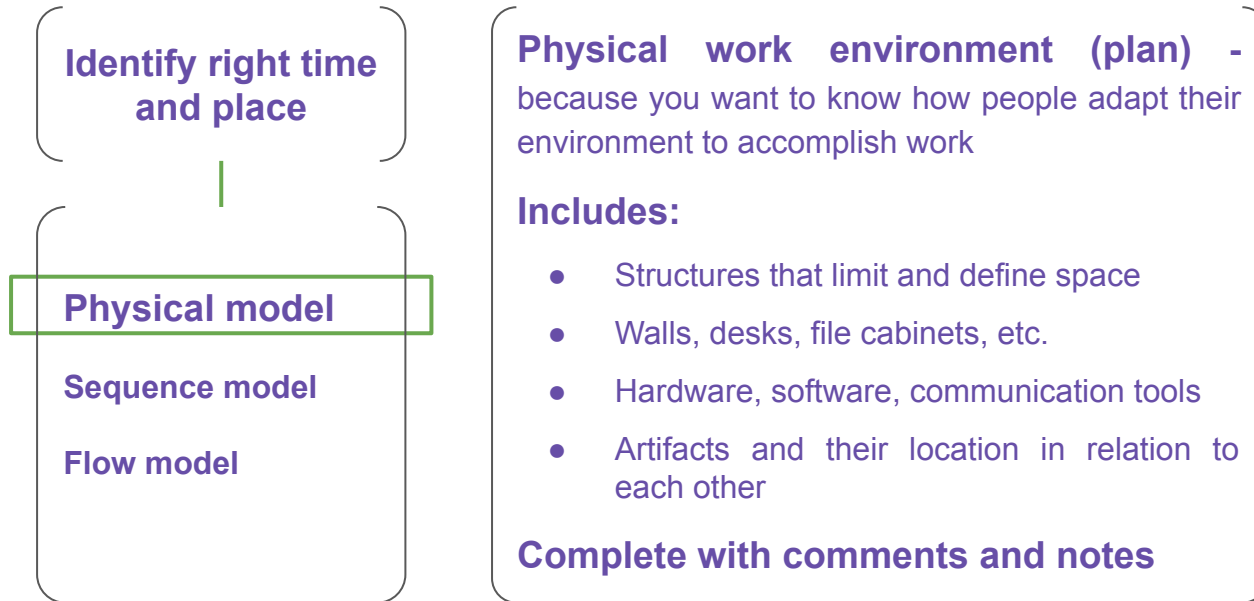 Identify right time
and place
Physical model
Sequence model
Flow model
Physical work environment (plan) -
because you want to know how people adapt their
environment to accomplish work
Includes:
● Structures that limit and define space
● Walls, desks, file cabinets, etc.
● Hardware, software, communication tools
● Artifacts and their location in relation to
each other
Complete with comments and notes